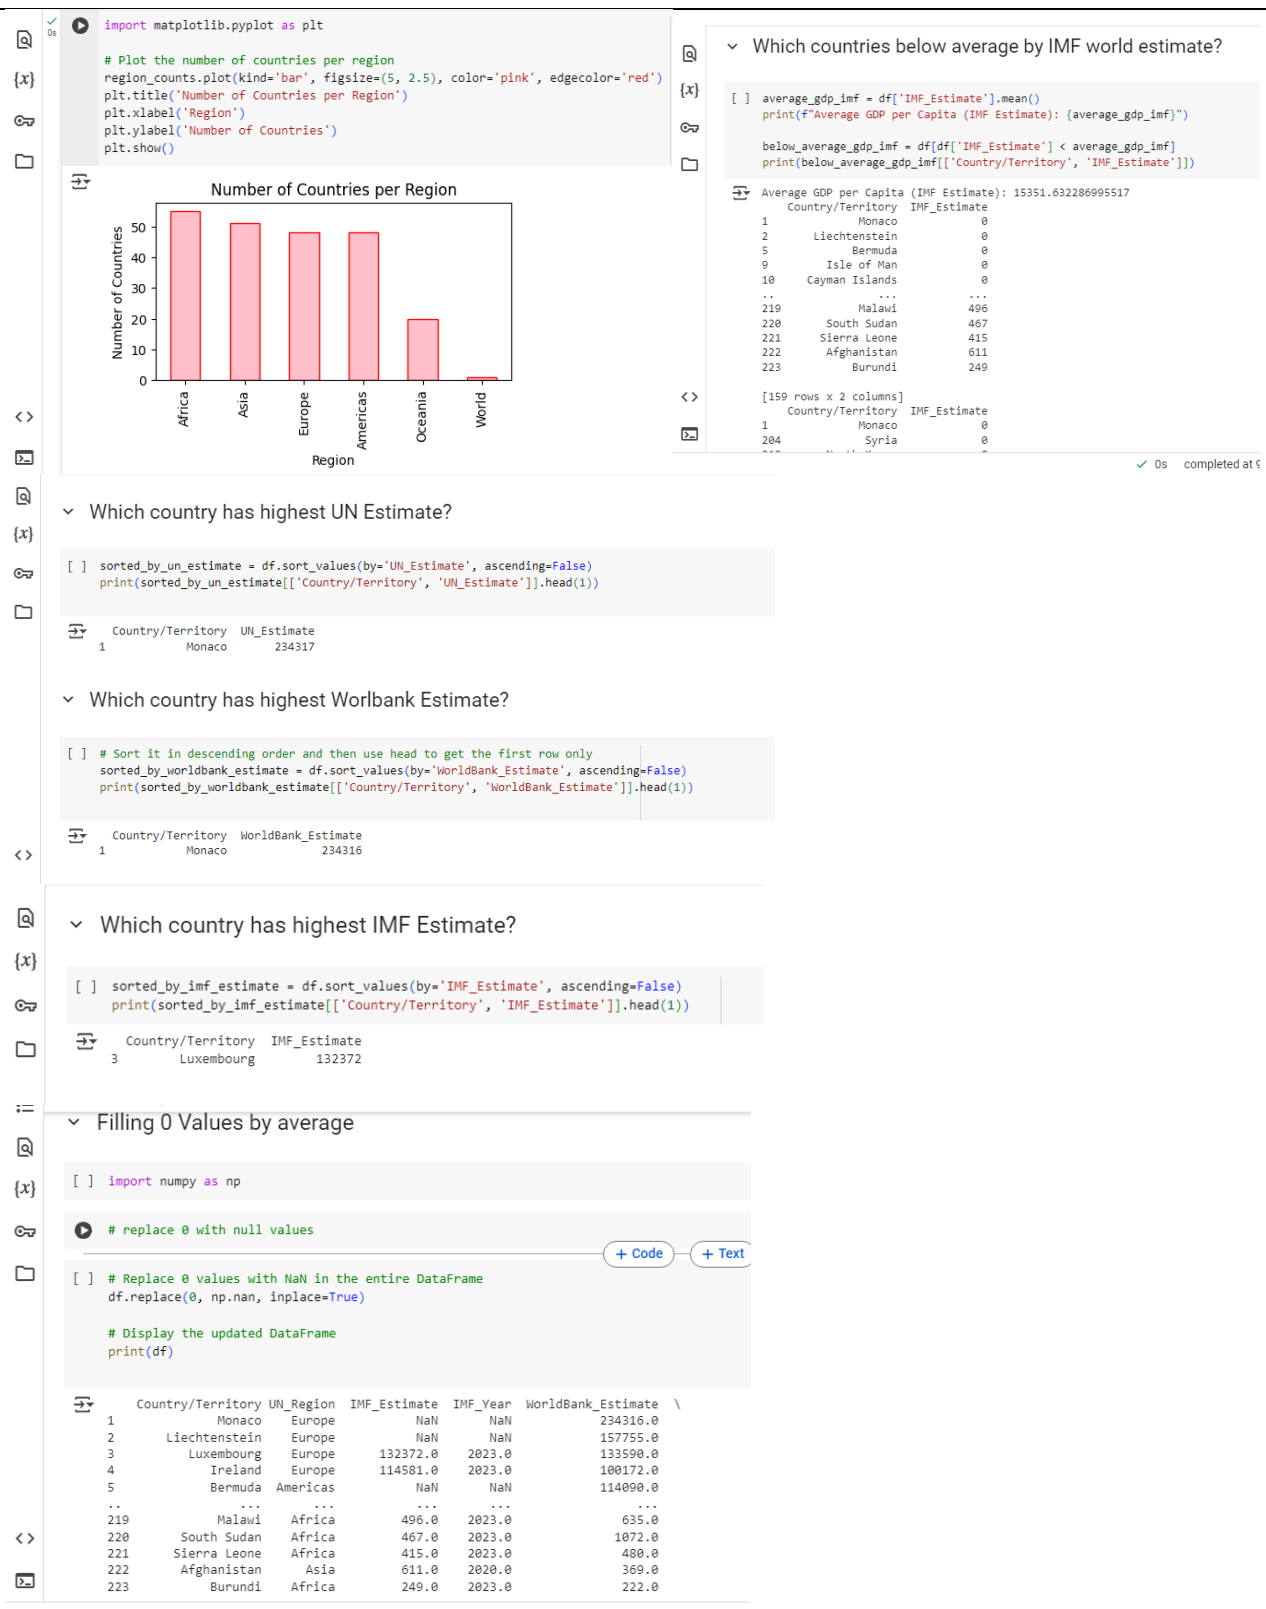 0s
import matplotlib.pyplot as plt
# Plot the number of countries per region
region_counts.plot(kind='bar', figsize=(5, 2.5), color='pink', edgecolor='red')
plt.title('Number of Countries per Region')
plt.xlabel('Region')
plt.ylabel('Number of Countries')
plt.show()
{x}
Number of Countries per Region
Number of Countries
50
40
30
20
10
0
Africa
Asia
Europe
Americas
Oceania
World
Region
<>
Which countries below average by IMF world estimate?
{x}
[ ] average_gdp_imf = df['IMF_Estimate'].mean()
print(f"Average GDP per Capita (IMF Estimate): {average_gdp_imf}")
below_average_gdp_imf = df[df['IMF_Estimate'] < average_gdp_imf]
print(below_average_gdp_imf[['Country/Territory', 'IMF_Estimate']])
Average GDP per Capita (IMF Estimate): 15351.632286995517
Country/Territory IMF_Estimate
1 Monaco 0
2 Liechtenstein 0
5 Bermuda 0
9 Isle of Man 0
10 Cayman Islands 0
.. ... ...
219 Malawi 496
220 South Sudan 467
221 Sierra Leone 415
222 Afghanistan 611
223 Burundi 249
<>
[159 rows x 2 columns]
Country/Territory IMF_Estimate
1 Monaco 0
204 Syria 0
0s completed at 9
Which country has highest UN Estimate?
{x}
[ ] sorted_by_un_estimate = df.sort_values(by='UN_Estimate', ascending=False)
print(sorted_by_un_estimate[['Country/Territory', 'UN_Estimate']].head(1))
Country/Territory UN_Estimate
1 Monaco 234317
Which country has highest Worlbank Estimate?
[ ] # Sort it in descending order and then use head to get the first row only
sorted_by_worldbank_estimate = df.sort_values(by='WorldBank_Estimate', ascending=False)
print(sorted_by_worldbank_estimate[['Country/Territory', 'WorldBank_Estimate']].head(1))
Country/Territory WorldBank_Estimate
1 Monaco 234316
<>
Which country has highest IMF Estimate?
{x}
[ ] sorted_by_imf_estimate = df.sort_values(by='IMF_Estimate', ascending=False)
print(sorted_by_imf_estimate[['Country/Territory', 'IMF_Estimate']].head(1))
Country/Territory IMF_Estimate
3 Luxembourg 132372
Filling 0 Values by average
{x}
[ ] import numpy as np
# replace 0 with null values
+ Code
+ Text
[ ] # Replace 0 values with NaN in the entire DataFrame
df.replace(0, np.nan, inplace=True)
# Display the updated DataFrame
print(df)
Country/Territory UN_Region IMF_Estimate IMF_Year WorldBank_Estimate \
1 Monaco Europe NaN NaN 234316.0
2 Liechtenstein Europe NaN NaN 157755.0
3 Luxembourg Europe 132372.0 2023.0 133590.0
4 Ireland Europe 114581.0 2023.0 100172.0
5 Bermuda Americas NaN NaN 114090.0
.. ... ... ... ... ...
219 Malawi Africa 496.0 2023.0 635.0
220 South Sudan Africa 467.0 2023.0 1072.0
221 Sierra Leone Africa 415.0 2023.0 480.0
222 Afghanistan Asia 611.0 2020.0 369.0
223 Burundi Africa 249.0 2023.0 222.0
<>